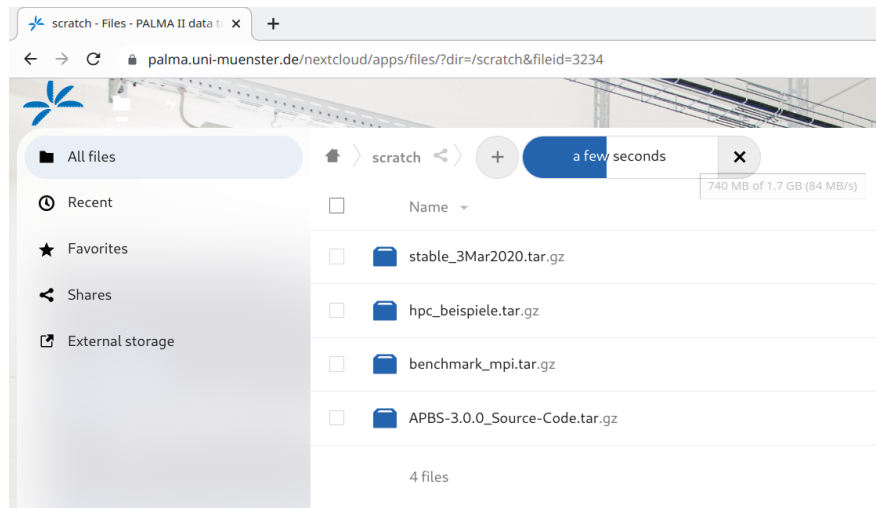 scratch - Files - PALMA II data t
palma.uni-muenster.de/nextcloud/apps/files/?dir=/scratch&fileid=3234
All files
Recent
Favorites
Shares
External storage
scratch
a few seconds
740 MB of 1.7 GB (84 MB/s)
Name
stable_3Mar2020.tar.gz
hpc_beispiele.tar.gz
benchmark_mpi.tar.gz
APBS-3.0.0_Source-Code.tar.gz
4 files